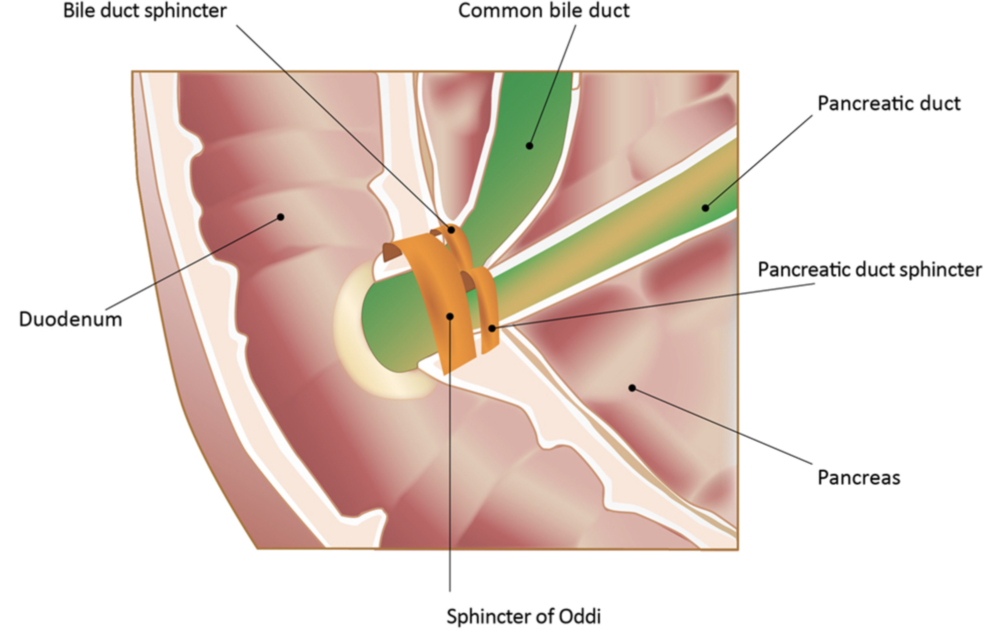 Bile duct sphincter
Common bile duct
Pancreatic duct
Pancreatic duct sphincter
Duodenum
Pancreas
Sphincter of Oddi